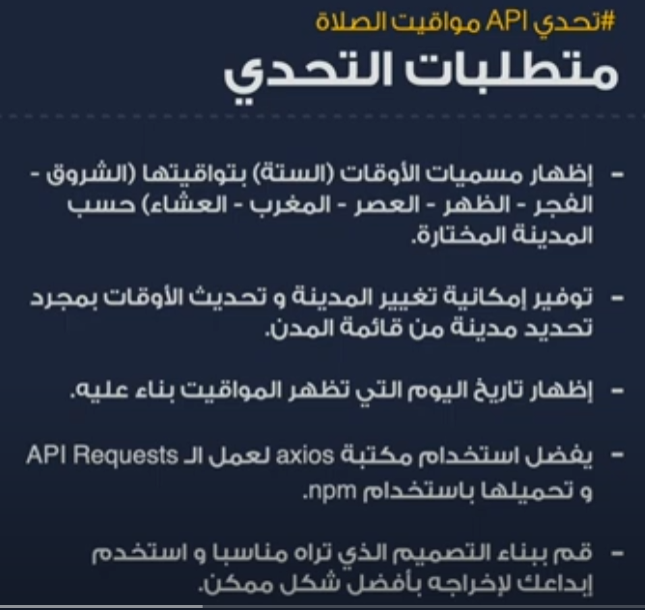 #تحدي API مواقيت الصلاة
متطلبات التحدي
- إظهار مسميات الأوقات (الستة) بتواقيتها (الشروق -
الفجر - الظهر - العصر - المغرب - العشاء) حسب
المدينة المختارة.
- توفير إمكانية تغيير المدينة و تحديث الأوقات بمجرد
تحديد مدينة من قائمة المدن.
- إظهار تاريخ اليوم التي تظهر المواقيت بناء عليه.
- يفضل استخدام مكتبة axios لعمل الـ API Requests
و تحميلها باستخدام npm.
- قم ببناء التصميم الذي تراه مناسبا و استخدم
إبداعك لإخراجه بأفضل شكل ممكن.